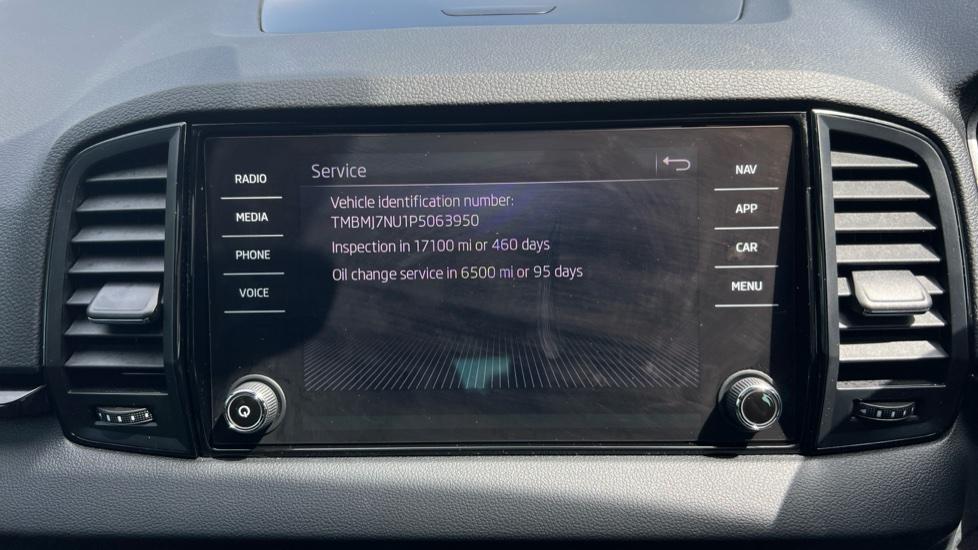 RADIO
MEDIA
PHONE
VOICE
Service
Vehicle identification number:
TMBMJ7NU1P5063950
Inspection in 17100 mi or 460 days
Oil change service in 6500 mi or 95 days
NAV
APP
CAR
MENU